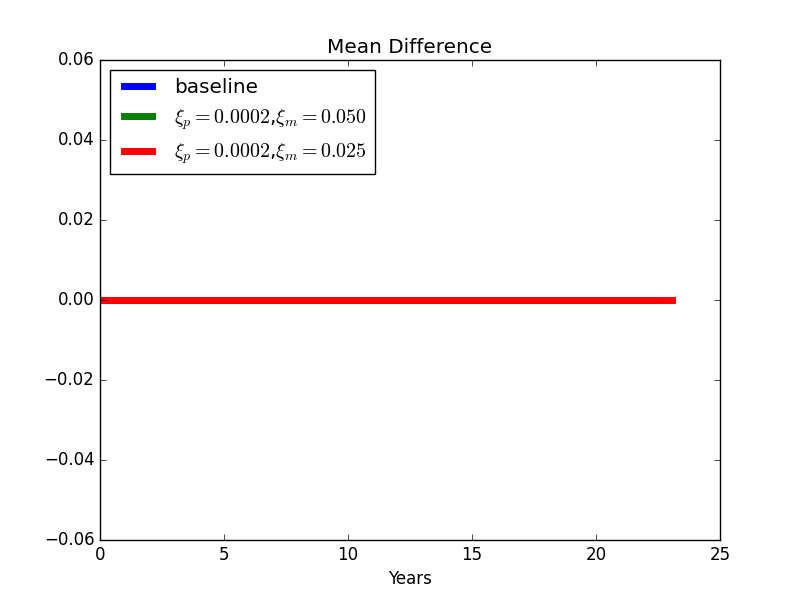 Mean Difference
baseline
ξp = 0.0002,ξm = 0.050
ξp = 0.0002,ξm = 0.025
0.06
0.04
0.02
0.00
−0.02
−0.04
−0.06
0 5 10 15 20 25
Years